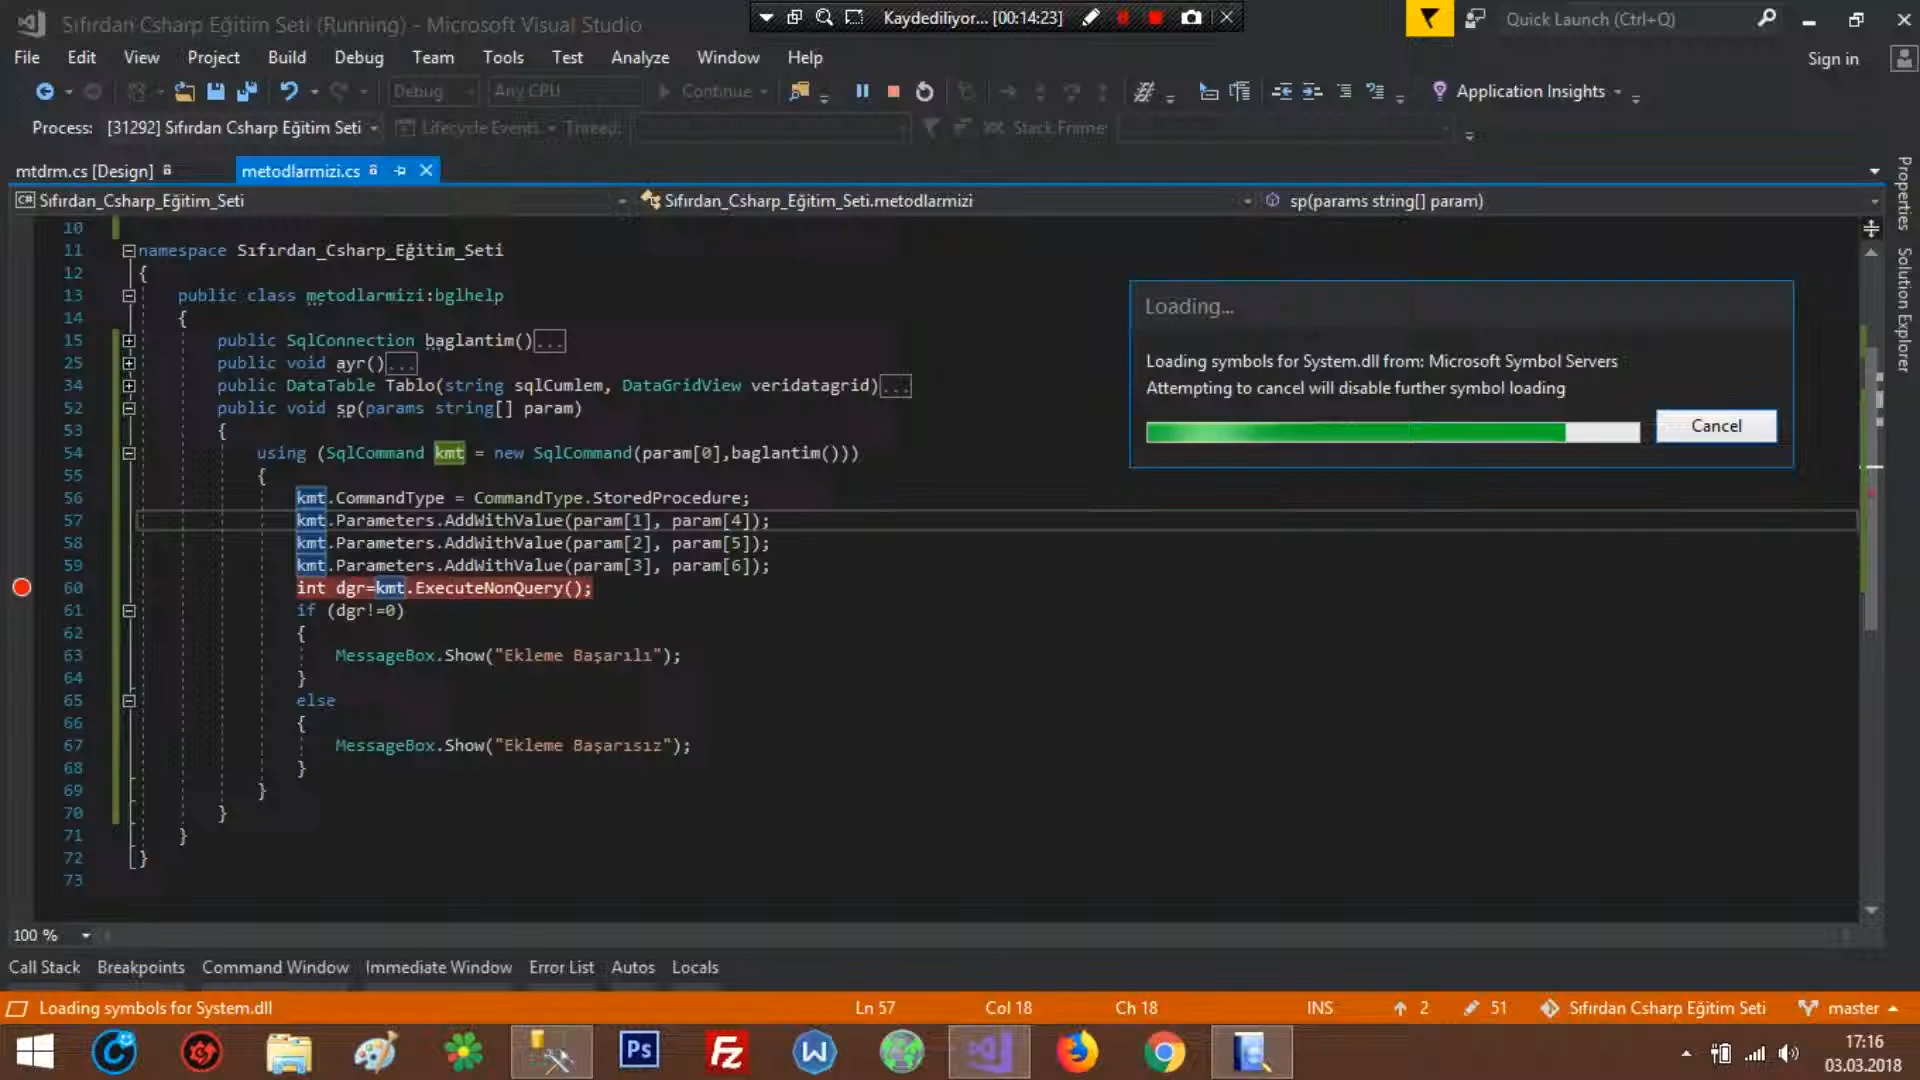 Sıfırdan Csharp Eğitim Seti (Running) - Microsoft Visual Studio
Kaydediliyor... [00:14:23]
Quick Launch (Ctrl+Q)
File Edit View Project Build Debug Team Tools Test Analyze Window Help
Sign in
Debug Any CPU Continue Application Insights
Process: [31292] Sıfırdan Csharp Eğitim Seti Lifecycle Events Thread: Stack Frame:
mtdrm.cs [Design] metodlarmizi.cs
Sıfırdan_Csharp_Eğitim_Seti Sıfırdan_Csharp_Eğitim_Seti.metodlarmizi sp(params string[] param)
Properties
Solution Explorer
10
11 namespace Sıfırdan_Csharp_Eğitim_Seti
12 {
13 public class metodlarmizi:bglhelp
14 {
15 public SqlConnection baglantim()...
25 public void ayr()...
34 public DataTable Tablo(string sqlCumlem, DataGridView veridatagrid)...
52 public void sp(params string[] param)
53 {
54 using (SqlCommand kmt = new SqlCommand(param[0],baglantim()))
55 {
56 kmt.CommandType = CommandType.StoredProcedure;
57 kmt.Parameters.AddWithValue(param[1], param[4]);
58 kmt.Parameters.AddWithValue(param[2], param[5]);
59 kmt.Parameters.AddWithValue(param[3], param[6]);
60 int dgr=kmt.ExecuteNonQuery();
61 if (dgr!=0)
62 {
63 MessageBox.Show("Ekleme Başarılı");
64 }
65 else
66 {
67 MessageBox.Show("Ekleme Başarısız");
68 }
69 }
70 }
71 }
72 }
73
Loading...
Loading symbols for System.dll from: Microsoft Symbol Servers
Attempting to cancel will disable further symbol loading
Cancel
100 %
Call Stack Breakpoints Command Window Immediate Window Error List Autos Locals
Loading symbols for System.dll Ln 57 Col 18 Ch 18 INS 2 51 Sıfırdan Csharp Eğitim Seti master
Ps
Fz
W
17:16
03.03.2018